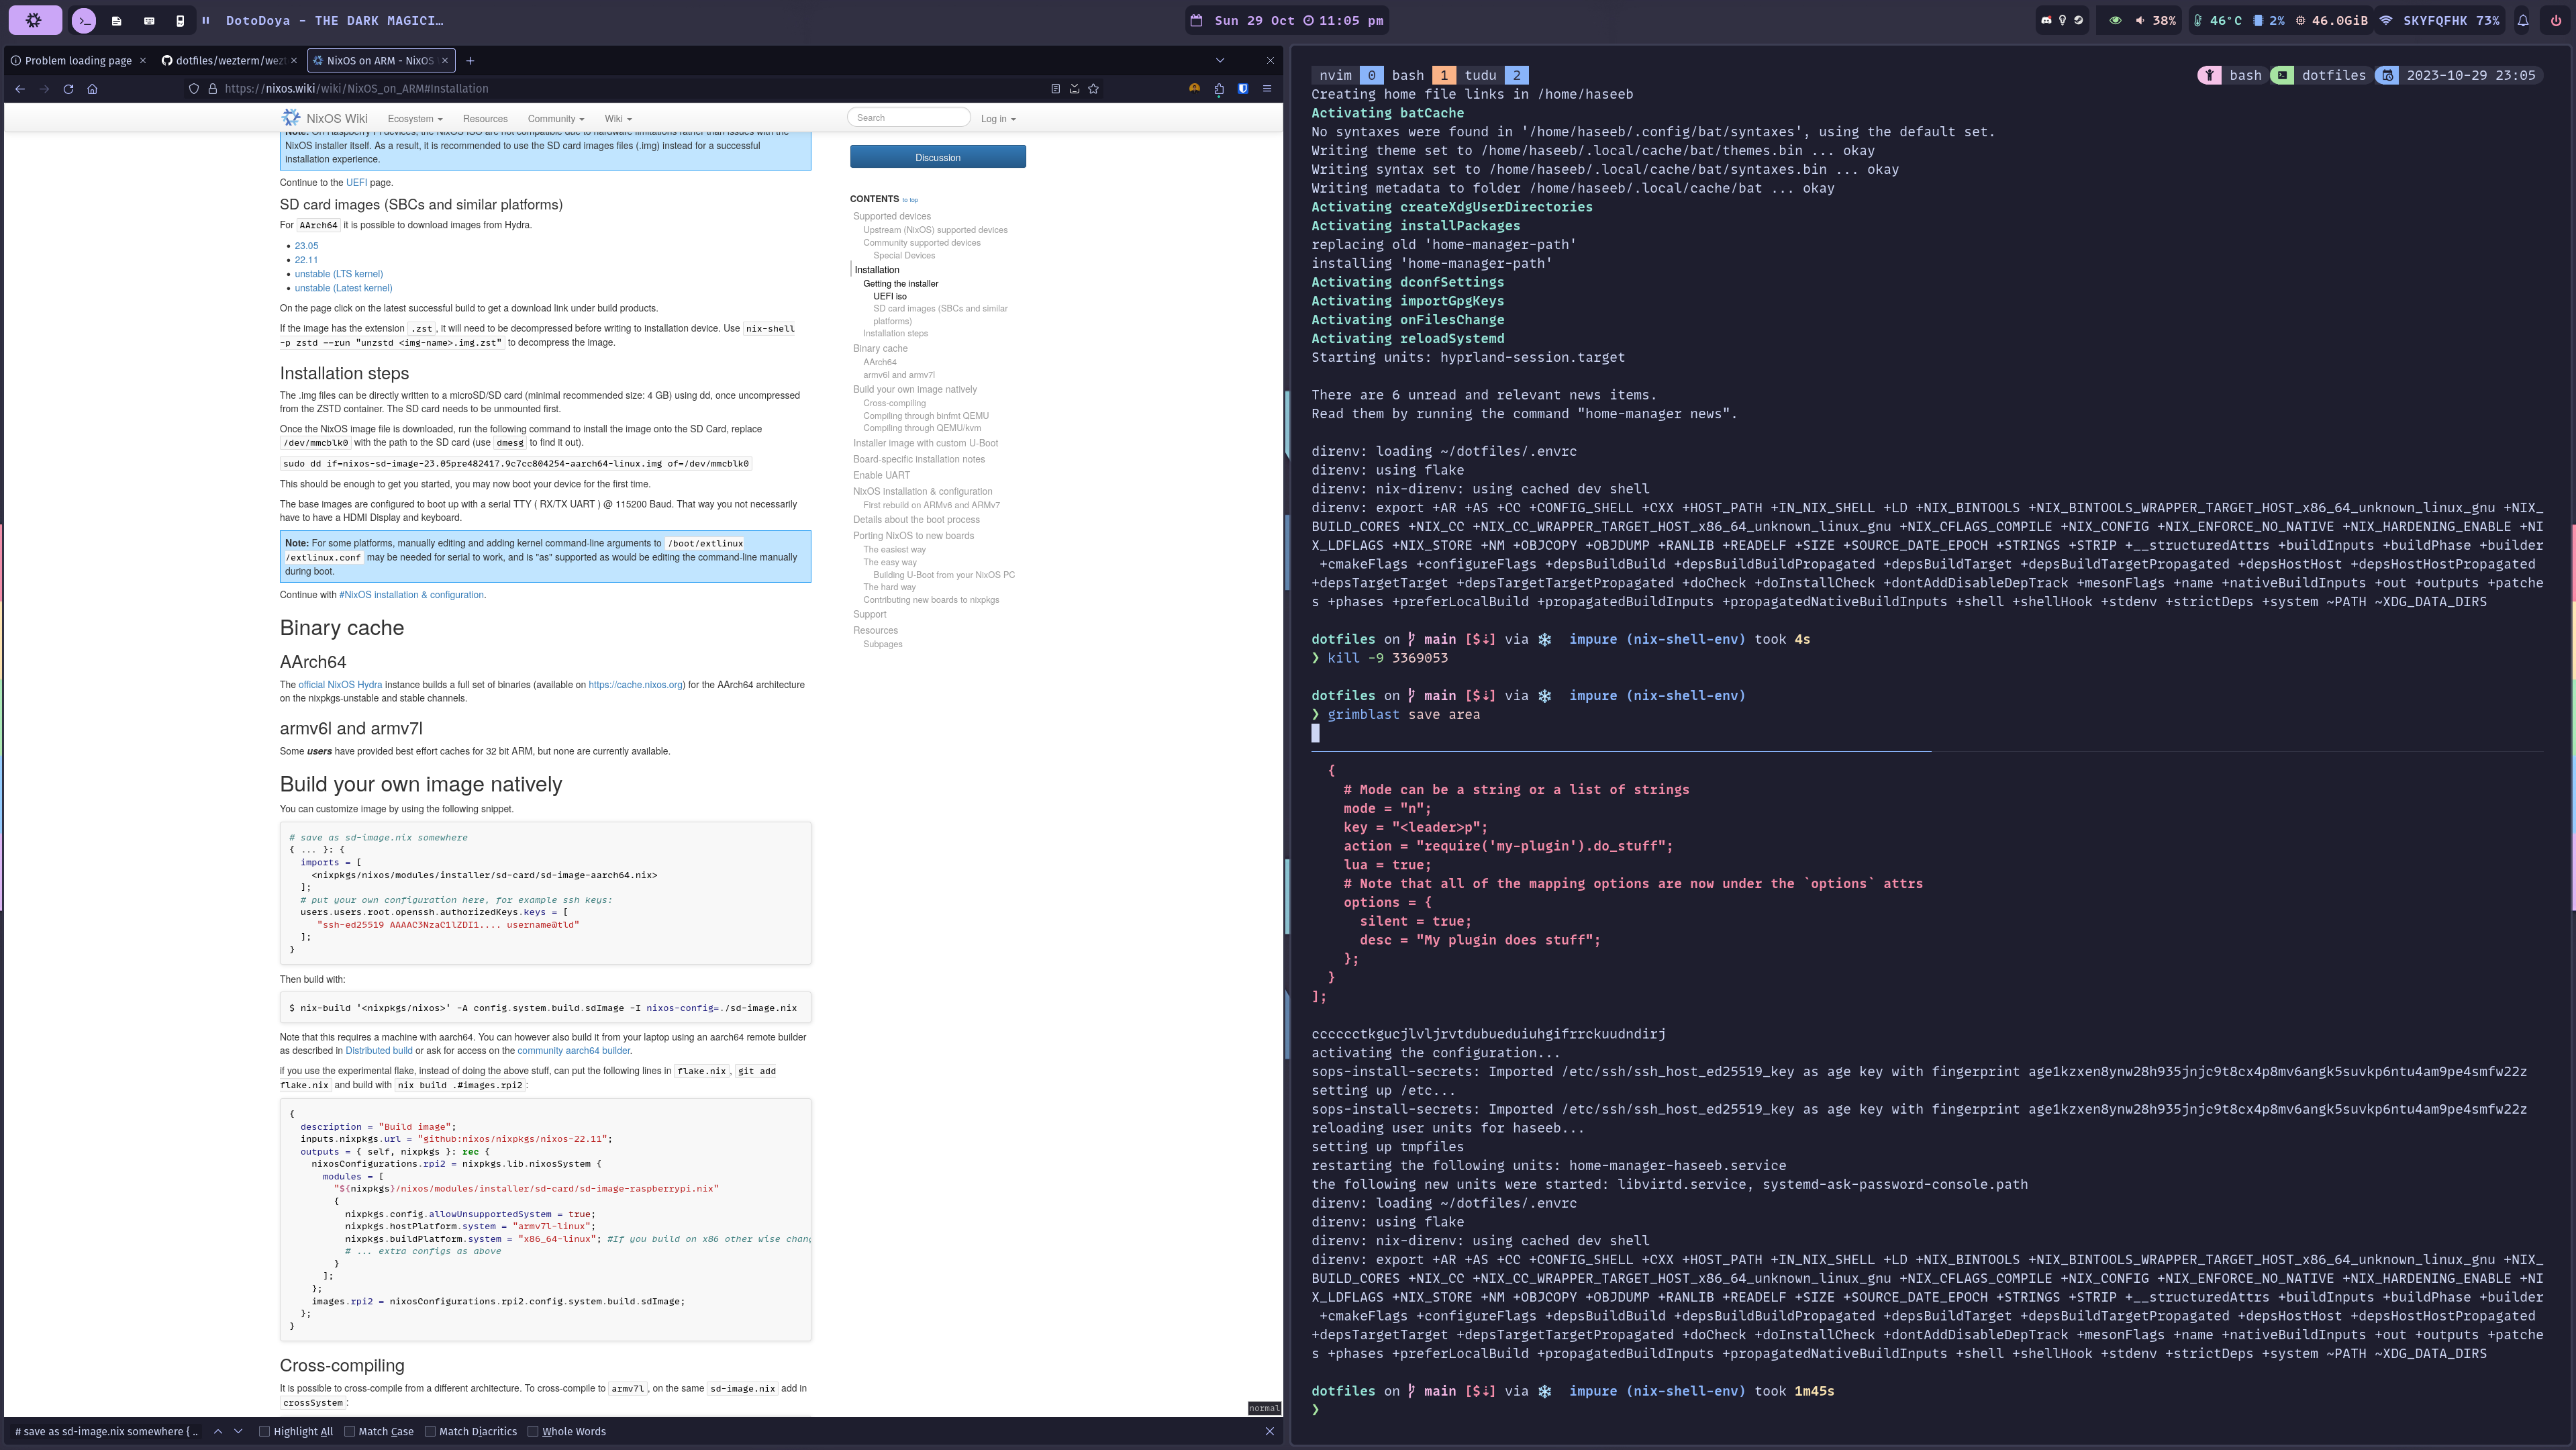 DotoDoya - THE DARK MAGICI…
Sun 29 Oct 11:05 pm
38% 46°C 2% 46.0GiB SKYFQFHK 73%
Problem loading page
dotfiles/wezterm/wez
NixOS on ARM - NixOS
https://nixos.wiki/wiki/NixOS_on_ARM#Installation
NixOS Wiki Ecosystem Resources Community Wiki Search Log in
NixOS installer itself. As a result, it is recommended to use the SD card images files (.img) instead for a successful
installation experience.
Continue to the UEFI page.
SD card images (SBCs and similar platforms)
For AArch64 it is possible to download images from Hydra.
23.05
22.11
unstable (LTS kernel)
unstable (Latest kernel)
On the page click on the latest successful build to get a download link under build products.
If the image has the extension .zst, it will need to be decompressed before writing to installation device. Use nix-shell
-p zstd --run "unzstd <img-name>.img.zst" to decompress the image.
Installation steps
The .img files can be directly written to a microSD/SD card (minimal recommended size: 4 GB) using dd, once uncompressed
from the ZSTD container. The SD card needs to be unmounted first.
Once the NixOS image file is downloaded, run the following command to install the image onto the SD Card, replace
/dev/mmcblk0 with the path to the SD card (use dmesg to find it out).
sudo dd if=nixos-sd-image-23.05pre482417.9c7cc804254-aarch64-linux.img of=/dev/mmcblk0
This should be enough to get you started, you may now boot your device for the first time.
The base images are configured to boot up with a serial TTY ( RX/TX UART ) @ 115200 Baud. That way you not necessarily
have to have a HDMI Display and keyboard.
Note: For some platforms, manually editing and adding kernel command-line arguments to /boot/extlinux
/extlinux.conf may be needed for serial to work, and is "as" supported as would be editing the command-line manually
during boot.
Continue with #NixOS installation & configuration.
Binary cache
AArch64
The official NixOS Hydra instance builds a full set of binaries (available on https://cache.nixos.org) for the AArch64 architecture
on the nixpkgs-unstable and stable channels.
armv6l and armv7l
Some users have provided best effort caches for 32 bit ARM, but none are currently available.
Build your own image natively
You can customize image by using the following snippet.
# save as sd-image.nix somewhere
{ ... }: {
imports = [
<nixpkgs/nixos/modules/installer/sd-card/sd-image-aarch64.nix>
];
# put your own configuration here, for example ssh keys:
users.users.root.openssh.authorizedKeys.keys = [
"ssh-ed25519 AAAAC3NzaC1lZDI1.... username@tld"
];
}
Then build with:
$ nix-build '<nixpkgs/nixos>' -A config.system.build.sdImage -I nixos-config=./sd-image.nix
Note that this requires a machine with aarch64. You can however also build it from your laptop using an aarch64 remote builder
as described in Distributed build or ask for access on the community aarch64 builder.
if you use the experimental flake, instead of doing the above stuff, can put the following lines in flake.nix, git add
flake.nix and build with nix build .#images.rpi2:
{
description = "Build image";
inputs.nixpkgs.url = "github:nixos/nixpkgs/nixos-22.11";
outputs = { self, nixpkgs }: rec {
nixosConfigurations.rpi2 = nixpkgs.lib.nixosSystem {
modules = [
"${nixpkgs}/nixos/modules/installer/sd-card/sd-image-raspberrypi.nix"
{
nixpkgs.config.allowUnsupportedSystem = true;
nixpkgs.hostPlatform.system = "armv7l-linux";
nixpkgs.buildPlatform.system = "x86_64-linux"; #If you build on x86 other wise chang
# ... extra configs as above
}
];
};
images.rpi2 = nixosConfigurations.rpi2.config.system.build.sdImage;
};
}
Cross-compiling
It is possible to cross-compile from a different architecture. To cross-compile to armv7l, on the same sd-image.nix add in
crossSystem:
Discussion
CONTENTS to top
Supported devices
Upstream (NixOS) supported devices
Community supported devices
Special Devices
Installation
Getting the installer
UEFI iso
SD card images (SBCs and similar
platforms)
Installation steps
Binary cache
AArch64
armv6l and armv7l
Build your own image natively
Cross-compiling
Compiling through binfmt QEMU
Compiling through QEMU/kvm
Installer image with custom U-Boot
Board-specific installation notes
Enable UART
NixOS installation & configuration
First rebuild on ARMv6 and ARMv7
Details about the boot process
Porting NixOS to new boards
The easiest way
The easy way
Building U-Boot from your NixOS PC
The hard way
Contributing new boards to nixpkgs
Support
Resources
Subpages
normal
# save as sd-image.nix somewhere { .. Highlight All Match Case Match Diacritics Whole Words
nvim 0 bash 1 tudu 2 bash dotfiles 2023-10-29 23:05
Creating home file links in /home/haseeb
Activating batCache
No syntaxes were found in '/home/haseeb/.config/bat/syntaxes', using the default set.
Writing theme set to /home/haseeb/.local/cache/bat/themes.bin ... okay
Writing syntax set to /home/haseeb/.local/cache/bat/syntaxes.bin ... okay
Writing metadata to folder /home/haseeb/.local/cache/bat ... okay
Activating createXdgUserDirectories
Activating installPackages
replacing old 'home-manager-path'
installing 'home-manager-path'
Activating dconfSettings
Activating importGpgKeys
Activating onFilesChange
Activating reloadSystemd
Starting units: hyprland-session.target
There are 6 unread and relevant news items.
Read them by running the command "home-manager news".
direnv: loading ~/dotfiles/.envrc
direnv: using flake
direnv: nix-direnv: using cached dev shell
direnv: export +AR +AS +CC +CONFIG_SHELL +CXX +HOST_PATH +IN_NIX_SHELL +LD +NIX_BINTOOLS +NIX_BINTOOLS_WRAPPER_TARGET_HOST_x86_64_unknown_linux_gnu +NIX_
BUILD_CORES +NIX_CC +NIX_CC_WRAPPER_TARGET_HOST_x86_64_unknown_linux_gnu +NIX_CFLAGS_COMPILE +NIX_CONFIG +NIX_ENFORCE_NO_NATIVE +NIX_HARDENING_ENABLE +NI
X_LDFLAGS +NIX_STORE +NM +OBJCOPY +OBJDUMP +RANLIB +READELF +SIZE +SOURCE_DATE_EPOCH +STRINGS +STRIP +__structuredAttrs +buildInputs +buildPhase +builder
+cmakeFlags +configureFlags +depsBuildBuild +depsBuildBuildPropagated +depsBuildTarget +depsBuildTargetPropagated +depsHostHost +depsHostHostPropagated
+depsTargetTarget +depsTargetTargetPropagated +doCheck +doInstallCheck +dontAddDisableDepTrack +mesonFlags +name +nativeBuildInputs +out +outputs +patche
s +phases +preferLocalBuild +propagatedBuildInputs +propagatedNativeBuildInputs +shell +shellHook +stdenv +strictDeps +system ~PATH ~XDG_DATA_DIRS
dotfiles on main [$⇣] via ❄ impure (nix-shell-env) took 4s
❯ kill -9 3369053
dotfiles on main [$⇣] via ❄ impure (nix-shell-env)
❯ grimblast save area
{
# Mode can be a string or a list of strings
mode = "n";
key = "<leader>p";
action = "require('my-plugin').do_stuff";
lua = true;
# Note that all of the mapping options are now under the `options` attrs
options = {
silent = true;
desc = "My plugin does stuff";
};
}
];
cccccctkgucjlvljrvtdubueduiuhgifrrckuudndirj
activating the configuration...
sops-install-secrets: Imported /etc/ssh/ssh_host_ed25519_key as age key with fingerprint age1kzxen8ynw28h935jnjc9t8cx4p8mv6angk5suvkp6ntu4am9pe4smfw22z
setting up /etc...
sops-install-secrets: Imported /etc/ssh/ssh_host_ed25519_key as age key with fingerprint age1kzxen8ynw28h935jnjc9t8cx4p8mv6angk5suvkp6ntu4am9pe4smfw22z
reloading user units for haseeb...
setting up tmpfiles
restarting the following units: home-manager-haseeb.service
the following new units were started: libvirtd.service, systemd-ask-password-console.path
direnv: loading ~/dotfiles/.envrc
direnv: using flake
direnv: nix-direnv: using cached dev shell
direnv: export +AR +AS +CC +CONFIG_SHELL +CXX +HOST_PATH +IN_NIX_SHELL +LD +NIX_BINTOOLS +NIX_BINTOOLS_WRAPPER_TARGET_HOST_x86_64_unknown_linux_gnu +NIX_
BUILD_CORES +NIX_CC +NIX_CC_WRAPPER_TARGET_HOST_x86_64_unknown_linux_gnu +NIX_CFLAGS_COMPILE +NIX_CONFIG +NIX_ENFORCE_NO_NATIVE +NIX_HARDENING_ENABLE +NI
X_LDFLAGS +NIX_STORE +NM +OBJCOPY +OBJDUMP +RANLIB +READELF +SIZE +SOURCE_DATE_EPOCH +STRINGS +STRIP +__structuredAttrs +buildInputs +buildPhase +builder
+cmakeFlags +configureFlags +depsBuildBuild +depsBuildBuildPropagated +depsBuildTarget +depsBuildTargetPropagated +depsHostHost +depsHostHostPropagated
+depsTargetTarget +depsTargetTargetPropagated +doCheck +doInstallCheck +dontAddDisableDepTrack +mesonFlags +name +nativeBuildInputs +out +outputs +patche
s +phases +preferLocalBuild +propagatedBuildInputs +propagatedNativeBuildInputs +shell +shellHook +stdenv +strictDeps +system ~PATH ~XDG_DATA_DIRS
dotfiles on main [$⇣] via ❄ impure (nix-shell-env) took 1m45s
❯